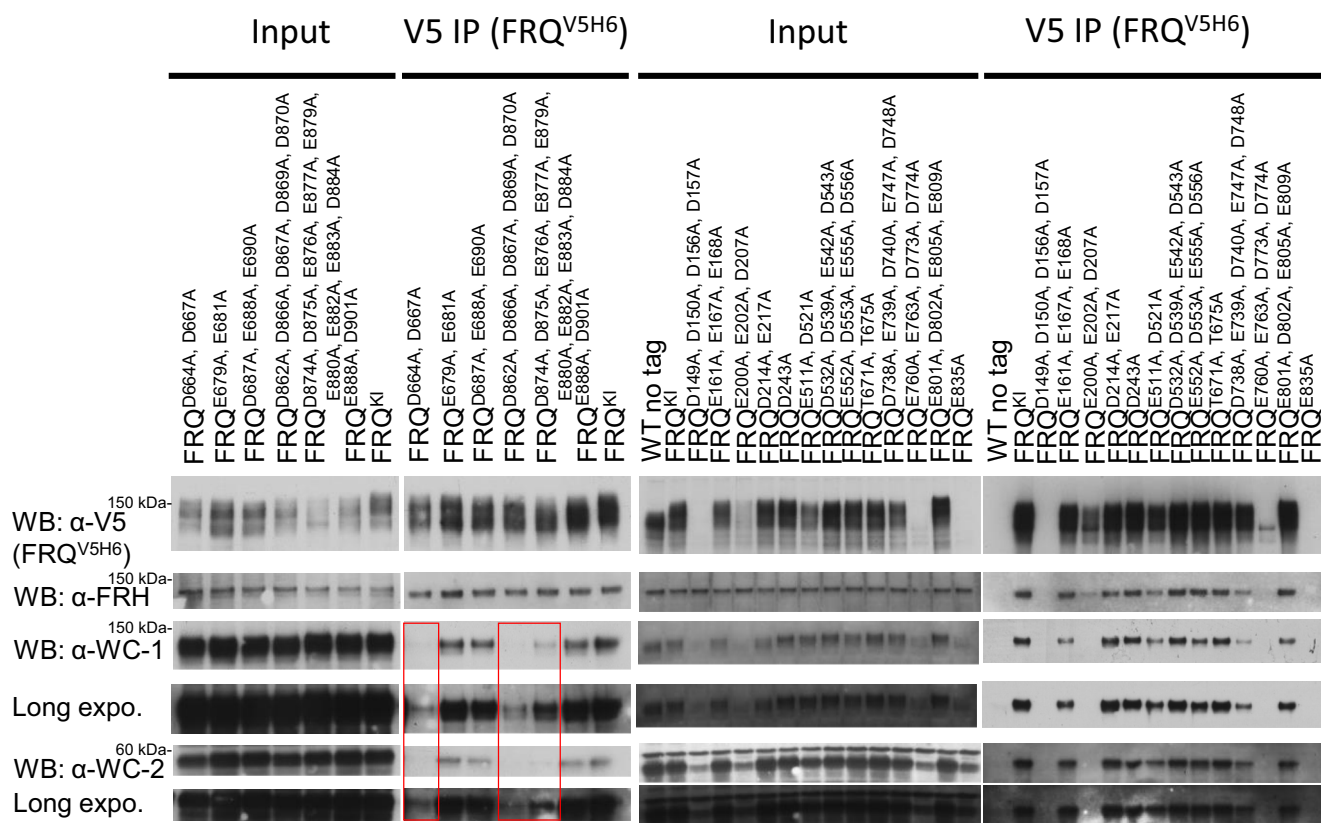 Input
V5 IP (FRQV5H6)
Input
V5 IP (FRQV5H6)
FRQD664A, D667A
FRQE679A, E681A
FRQD687A, E688A, E690A
FRQD862A, D866A, D867A, D869A, D870A
FRQD874A, D875A, E876A, E877A, E879A,
E880A, E882A, E883A, D884A
FRQE888A, D901A
FRQKI
FRQD664A, D667A
FRQE679A, E681A
FRQD687A, E688A, E690A
FRQD862A, D866A, D867A, D869A, D870A
FRQD874A, D875A, E876A, E877A, E879A,
E880A, E882A, E883A, D884A
FRQE888A, D901A
FRQKI
WT no tag
FRQKI
FRQD149A, D150A, D156A, D157A
FRQE161A, E167A, E168A
FRQE200A, E202A, D207A
FRQD214A, E217A
FRQD243A
FRQE511A, D521A
FRQD532A, D539A, E542A, D543A
FRQE552A, D553A, E555A, D556A
FRQT671A, T675A
FRQD738A, E739A, D740A, E747A, D748A
FRQE760A, E763A, D773A, D774A
FRQE801A, D802A, E805A, E809A
FRQE835A
WT no tag
FRQKI
FRQD149A, D150A, D156A, D157A
FRQE161A, E167A, E168A
FRQE200A, E202A, D207A
FRQD214A, E217A
FRQD243A
FRQE511A, D521A
FRQD532A, D539A, E542A, D543A
FRQE552A, D553A, E555A, D556A
FRQT671A, T675A
FRQD738A, E739A, D740A, E747A, D748A
FRQE760A, E763A, D773A, D774A
FRQE801A, D802A, E805A, E809A
FRQE835A
150 kDa-
WB: α-V5
(FRQV5H6)
150 kDa-
WB: α-FRH
150 kDa-
WB: α-WC-1
Long expo.
60 kDa-
WB: α-WC-2
Long expo.